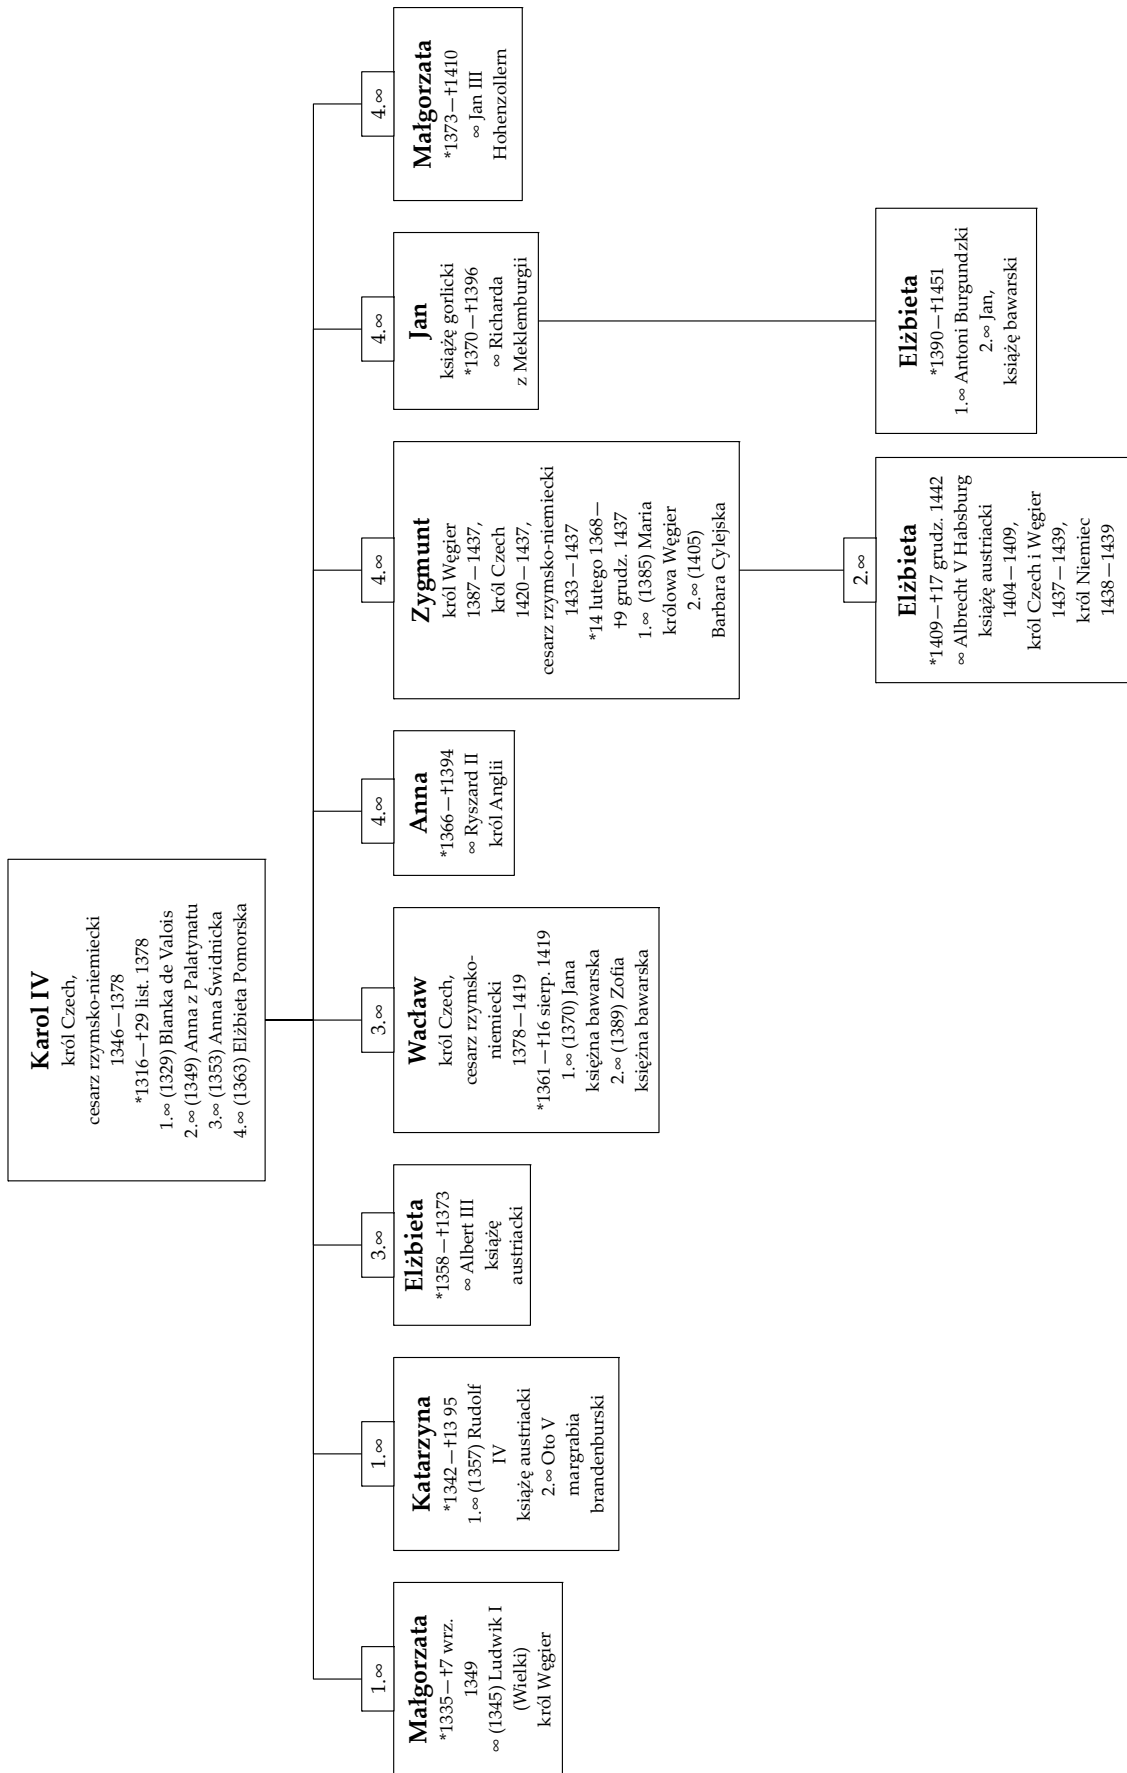 Karol IV
król Czech,
cesarz rzymsko-niemiecki
1346—1378
*1316—†29 list. 1378
1.∞ (1329) Blanka de Valois
2.∞ (1349) Anna z Palatynatu
3.∞ (1353) Anna Świdnicka
4.∞ (1363) Elżbieta Pomorska
1.∞
Małgorzata
*1335—†7 wrz.
1349
∞ (1345) Ludwik I
(Wielki)
król Węgier
1.∞
Katarzyna
*1342—†13 95
1.∞ (1357) Rudolf
IV
książę austriacki
2.∞ Oto V
margrabia
brandenburski
3.∞
Elżbieta
*1358—†1373
∞ Albert III
książę
austriacki
3.∞
Wacław
król Czech,
cesarz rzymsko-
niemiecki
1378—1419
*1361—†16 sierp. 1419
1.∞ (1370) Jana
księżna bawarska
2.∞ (1389) Zofia
księżna bawarska
4.∞
Anna
*1366—†1394
∞ Ryszard II
król Anglii
4.∞
Zygmunt
król Węgier
1387—1437,
król Czech
1420—1437,
cesarz rzymsko-niemiecki
1433—1437
*14 lutego 1368—
†9 grudz. 1437
1.∞ (1385) Maria
królowa Węgier
2.∞ (1405)
Barbara Cylejska
4.∞
Jan
książę gorlicki
*1370—†1396
∞ Richarda
z Meklemburgii
4.∞
Małgorzata
*1373—†1410
∞ Jan III
Hohenzollern
2.∞
Elżbieta
*1409—†17 grudz. 1442
∞ Albrecht V Habsburg
książę austriacki
1404—1409,
król Czech i Węgier
1437—1439,
król Niemiec
1438—1439
Elżbieta
*1390—†1451
1.∞ Antoni Burgundzki
2.∞ Jan,
książę bawarski